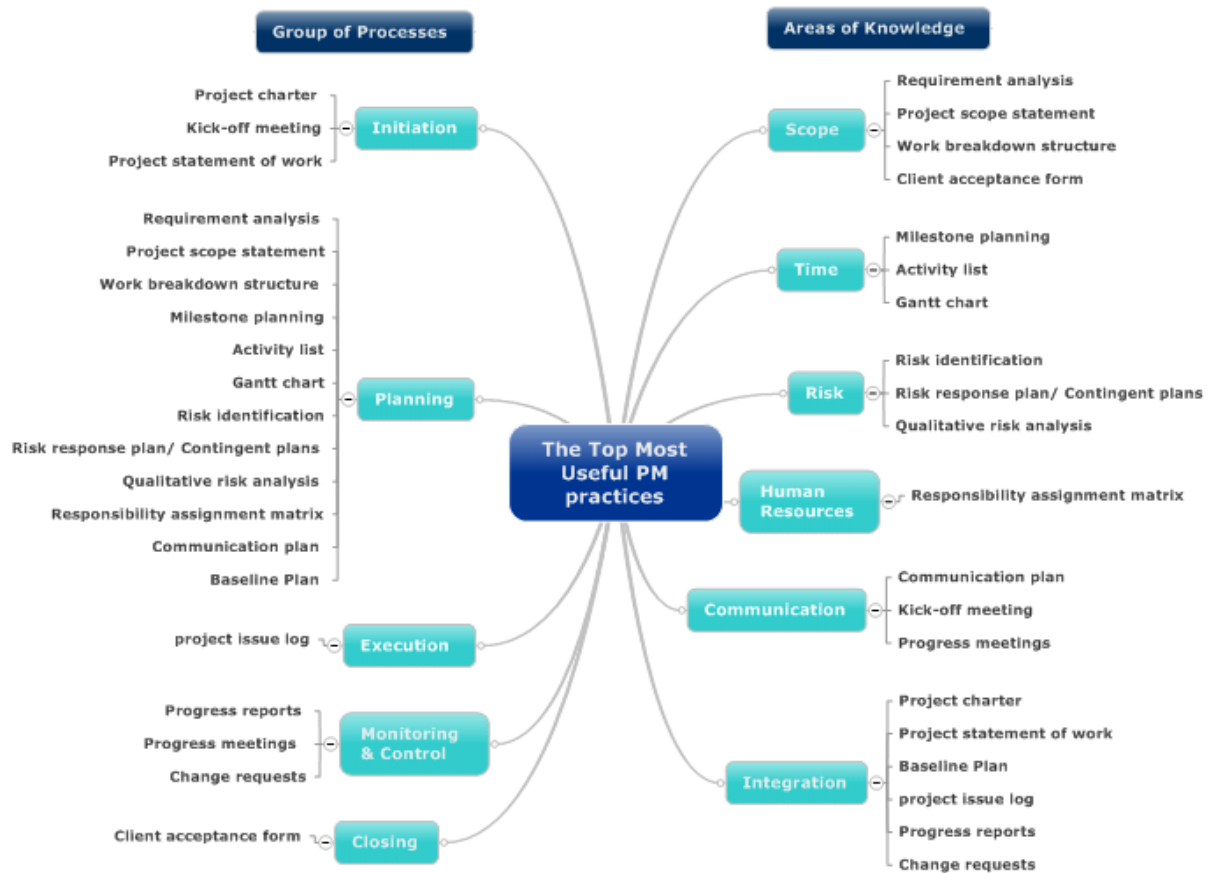 Group of Processes
Project charter
Kick-off meeting
Project statement of work
Initiation
Requirement analysis
Project scope statement
Work breakdown structure
Milestone planning
Activity list
Gantt chart
Risk identification
Risk response plan/ Contingent plans
Qualitative risk analysis
Responsibility assignment matrix
Communication plan
Baseline Plan
Planning
project issue log
Execution
Progress reports
Progress meetings
Change requests
Monitoring
& Control
Client acceptance form
Closing
The Top Most
Useful PM
practices
Areas of Knowledge
Scope
Requirement analysis
Project scope statement
Work breakdown structure
Client acceptance form
Time
Milestone planning
Activity list
Gantt chart
Risk
Risk identification
Risk response plan/ Contingent plans
Qualitative risk analysis
Human
Resources
Responsibility assignment matrix
Communication
Communication plan
Kick-off meeting
Progress meetings
Integration
Project charter
Project statement of work
Baseline Plan
project issue log
Progress reports
Change requests